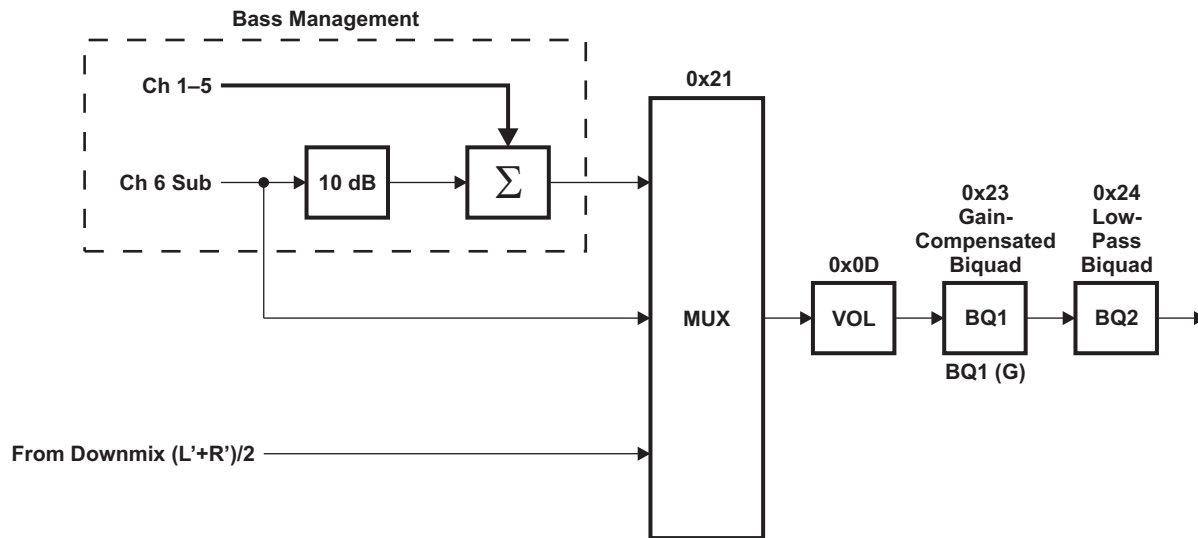 Bass Management
Ch 1–5
0x21
Ch 6 Sub
10 dB
Σ
0x23
Gain-
Compensated
Biquad
0x24
Low-
Pass
Biquad
0x0D
MUX
VOL
BQ1
BQ2
BQ1 (G)
From Downmix (L'+R')/2